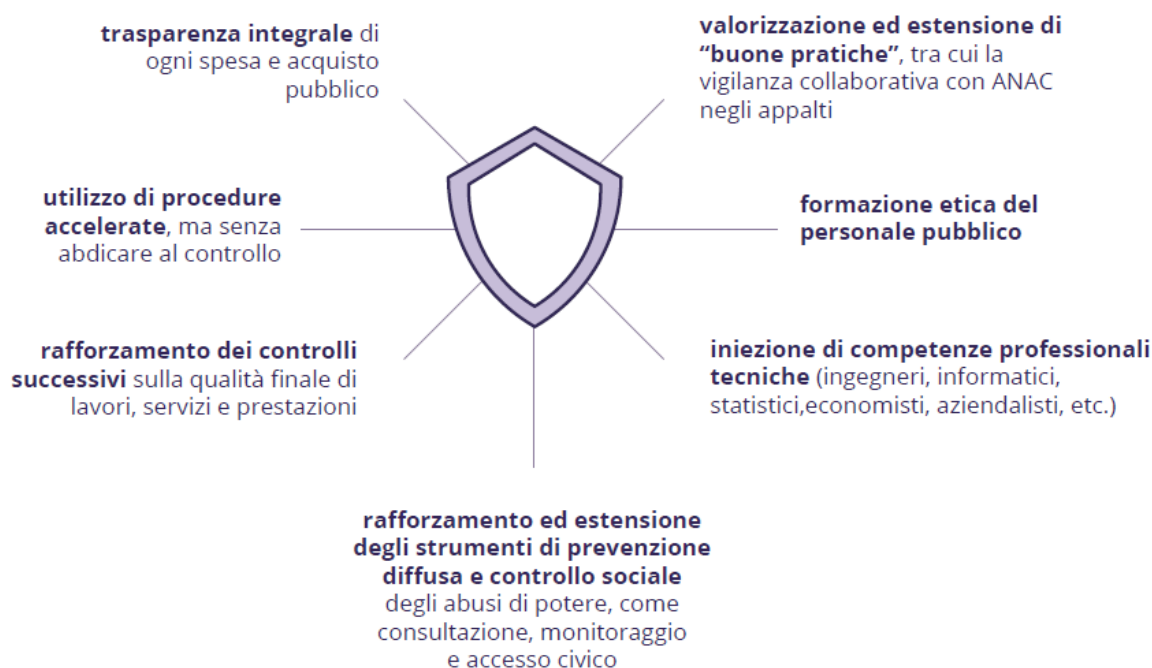 trasparenza integrale di
ogni spesa e acquisto
pubblico
valorizzazione ed estensione di
“buone pratiche”, tra cui la
vigilanza collaborativa con ANAC
negli appalti
utilizzo di procedure
accelerate, ma senza
abdicare al controllo
formazione etica del
personale pubblico
rafforzamento dei controlli
successivi sulla qualità finale di
lavori, servizi e prestazioni
iniezione di competenze professionali
tecniche (ingegneri, informatici,
statistici,economisti, aziendalisti, etc.)
rafforzamento ed estensione
degli strumenti di prevenzione
diffusa e controllo sociale
degli abusi di potere, come
consultazione, monitoraggio
e accesso civico